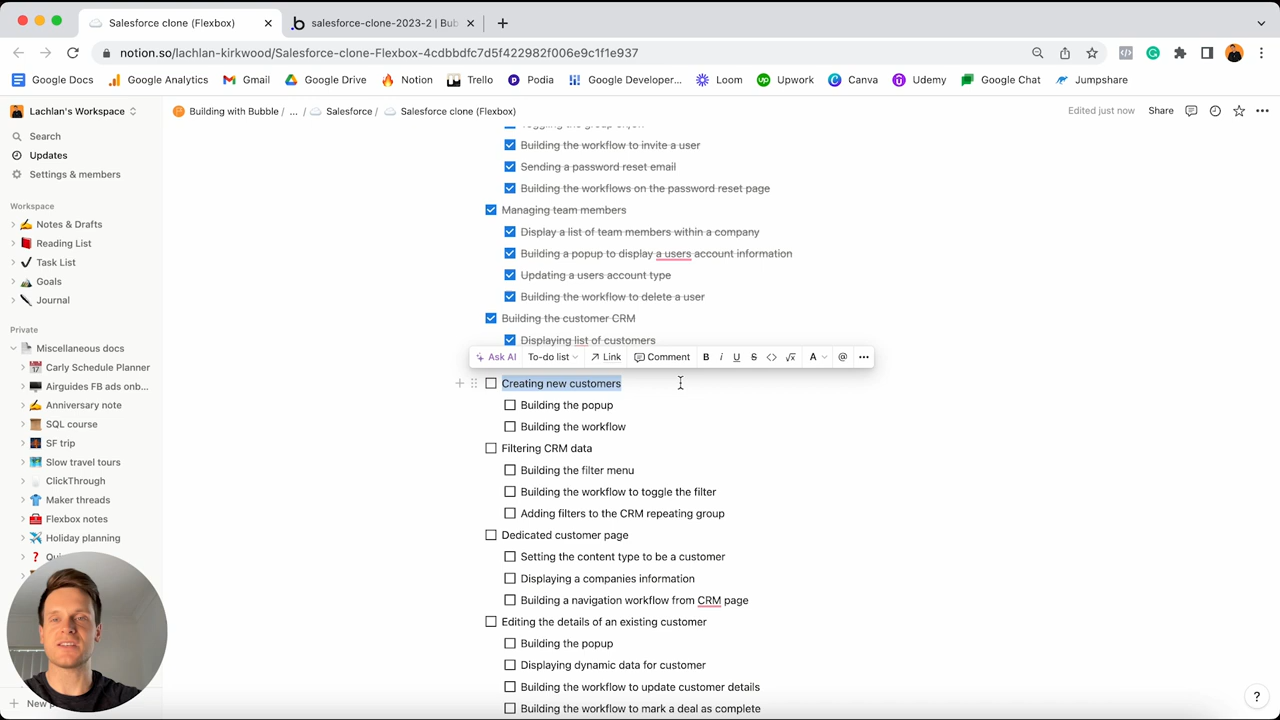 Salesforce clone (Flexbox)
salesforce-clone-2023-2 | Bub
notion.so/lachlan-kirkwood/Salesforce-clone-Flexbox-4cdbbdfc7d5f422982f006e9c1f1e937
Google Docs
Google Analytics
Gmail
Google Drive
Notion
Trello
Podia
Google Developer...
Loom
Upwork
Canva
Udemy
Google Chat
Jumpshare
Lachlan's Workspace
Building with Bubble / ... / Salesforce / Salesforce clone (Flexbox)
Edited just now
Share
Search
Updates
Settings & members
Workspace
Notes & Drafts
Reading List
Task List
Goals
Journal
Private
Miscellaneous docs
Carly Schedule Planner
Airguides FB ads onb...
Anniversary note
SQL course
SF trip
Slow travel tours
ClickThrough
Maker threads
Flexbox notes
Holiday planning
Toggling the group on/off
Building the workflow to invite a user
Sending a password reset email
Building the workflows on the password reset page
Managing team members
Display a list of team members within a company
Building a popup to display a users account information
Updating a users account type
Building the workflow to delete a user
Building the customer CRM
Displaying list of customers
Ask AI To-do list Link Comment B i U S <> √x A @ •••
Creating new customers
Building the popup
Building the workflow
Filtering CRM data
Building the filter menu
Building the workflow to toggle the filter
Adding filters to the CRM repeating group
Dedicated customer page
Setting the content type to be a customer
Displaying a companies information
Building a navigation workflow from CRM page
Editing the details of an existing customer
Building the popup
Displaying dynamic data for customer
Building the workflow to update customer details
Building the workflow to mark a deal as complete
?